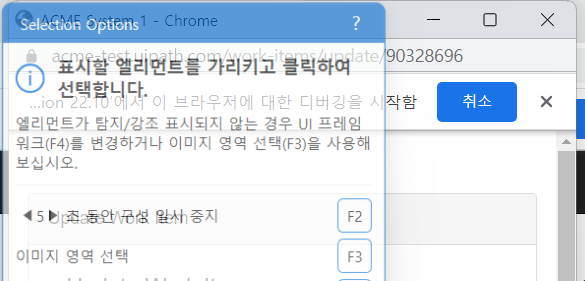 ACME System 1 - Chrome
Selection Options ?
acme-test.uipath.com/work-items/update/90328696
표시할 엘리먼트를 가리키고 클릭하여
선택합니다.
...ion 22.10'에서 이 브라우저에 대한 디버깅을 시작함 취소
엘리먼트가 탐지/강조 표시되지 않는 경우 UI 프레임
워크(F4)를 변경하거나 이미지 영역 선택(F3)을 사용해
보십시오.
5 초 동안 구성 일시 중지 F2
Update Work Item
이미지 영역 선택 F3